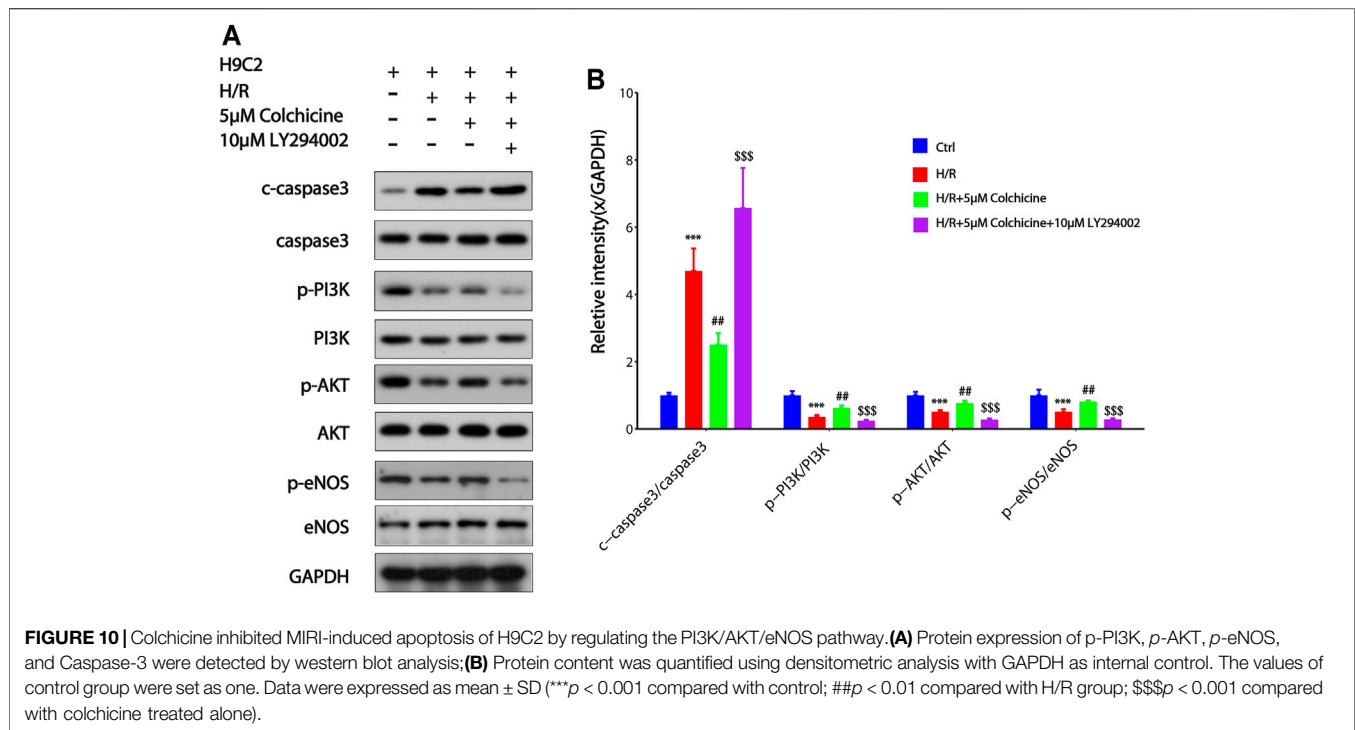 A
H9C2 + + + +
H/R - + + +
5μM Colchicine - - + +
10μM LY294002 - - - +
c-caspase3
caspase3
p-PI3K
PI3K
p-AKT
AKT
p-eNOS
eNOS
GAPDH
B
Reletive intensity(x/GAPDH)
10
8
6
4
2
0
Ctrl
H/R
H/R+5μM Colchicine
H/R+5μM Colchicine+10μM LY294002
*** ## $$$
*** ## $$$
*** ## $$$
*** ## $$$
c–caspase3/caspase3
p–PI3K/PI3K
p–AKT/AKT
p–eNOS/eNOS
FIGURE 10 | Colchicine inhibited MIRI-induced apoptosis of H9C2 by regulating the PI3K/AKT/eNOS pathway.(A) Protein expression of p-PI3K, p-AKT, p-eNOS,
and Caspase-3 were detected by western blot analysis;(B) Protein content was quantified using densitometric analysis with GAPDH as internal control. The values of
control group were set as one. Data were expressed as mean ± SD (***p < 0.001 compared with control; ##p < 0.01 compared with H/R group; $$$p < 0.001 compared
with colchicine treated alone).